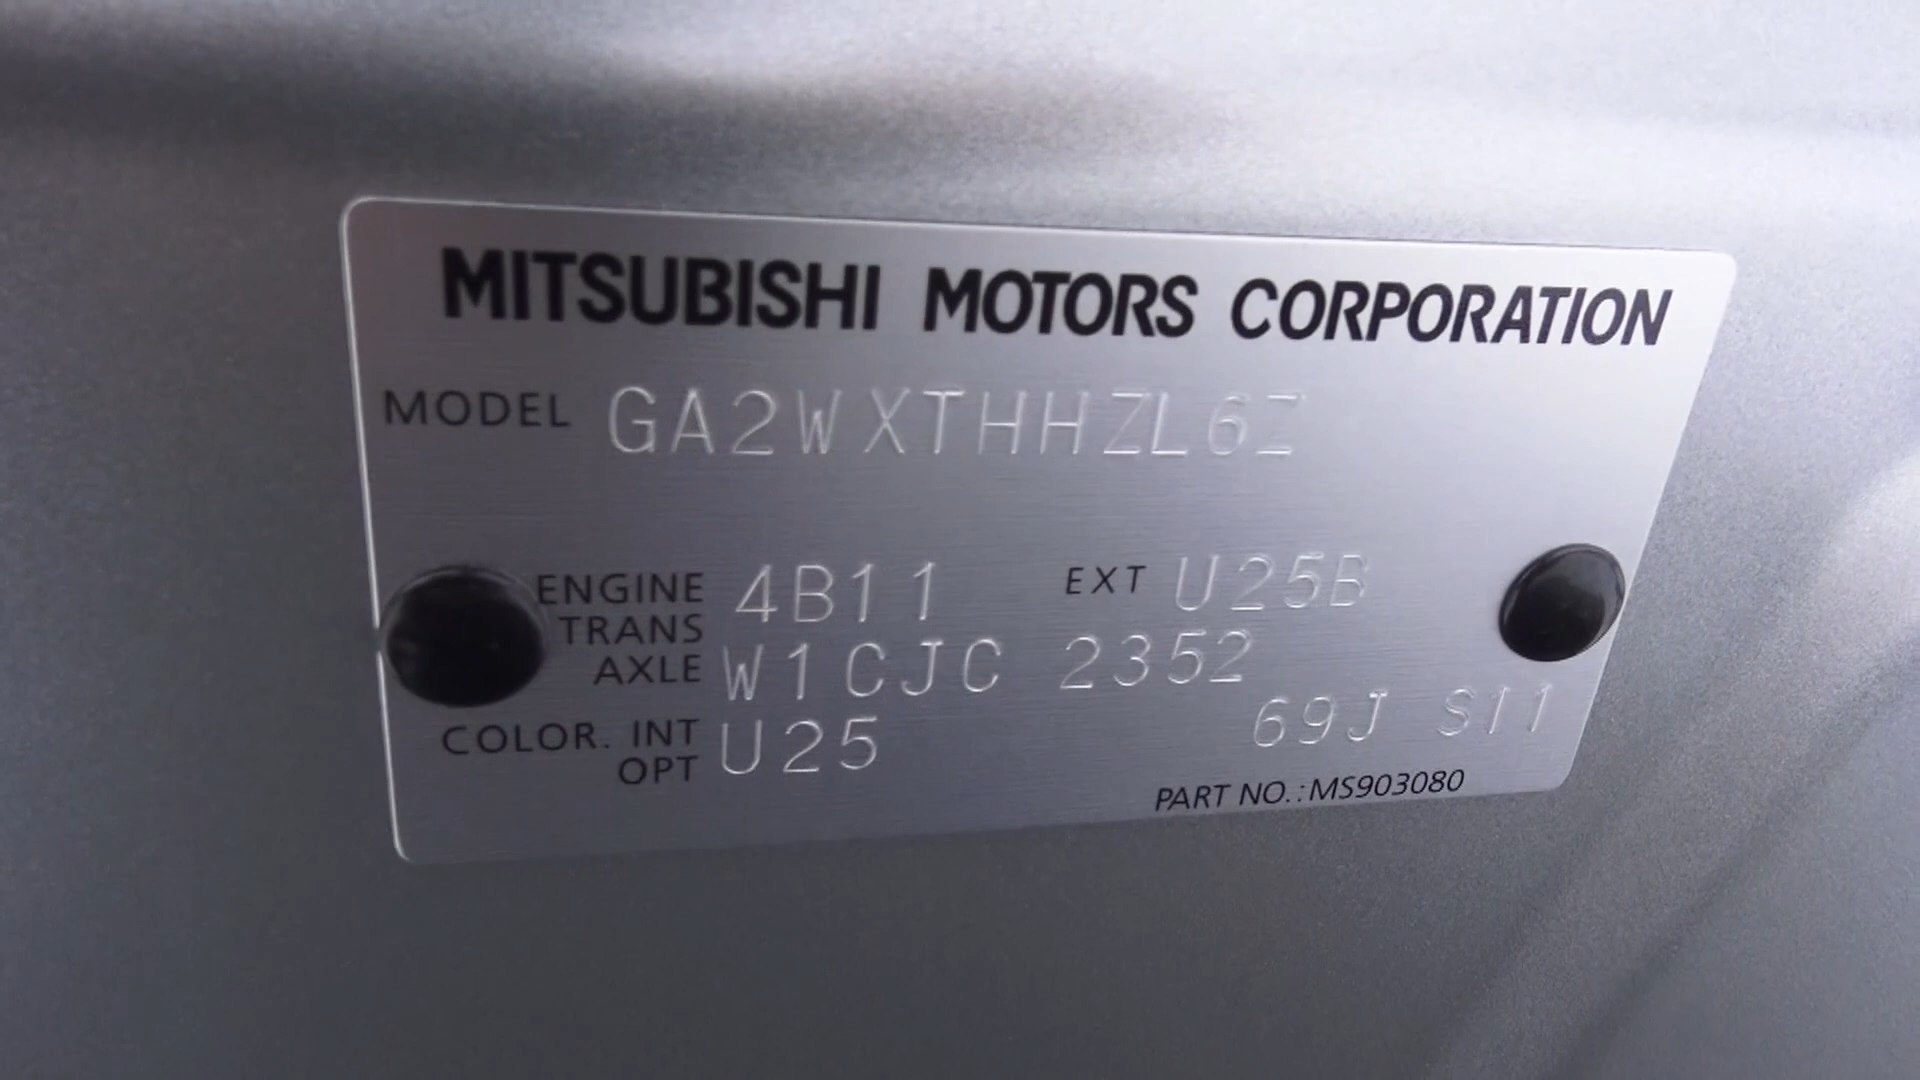 MITSUBISHI MOTORS CORPORATION
MODEL GA2WXTHHZL6Z
ENGINE 4B11 EXT U25B
TRANS
AXLE W1CJC 2352
COLOR. INT U25 69J S11
OPT
PART NO.:MS903080